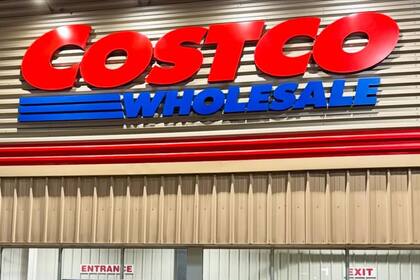 COSTCO
WHOLESALE
ENTRANCE
EXIT